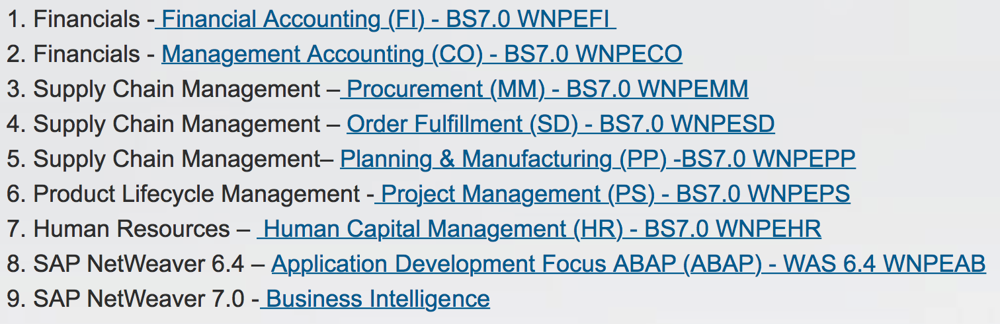 1. Financials - Financial Accounting (FI) - BS7.0 WNPEFI
2. Financials - Management Accounting (CO) - BS7.0 WNPECO
3. Supply Chain Management – Procurement (MM) - BS7.0 WNPEMM
4. Supply Chain Management – Order Fulfillment (SD) - BS7.0 WNPESD
5. Supply Chain Management– Planning & Manufacturing (PP) -BS7.0 WNPEPP
6. Product Lifecycle Management - Project Management (PS) - BS7.0 WNPEPS
7. Human Resources –  Human Capital Management (HR) - BS7.0 WNPEHR
8. SAP NetWeaver 6.4 – Application Development Focus ABAP (ABAP) - WAS 6.4 WNPEAB
9. SAP NetWeaver 7.0 - Business Intelligence